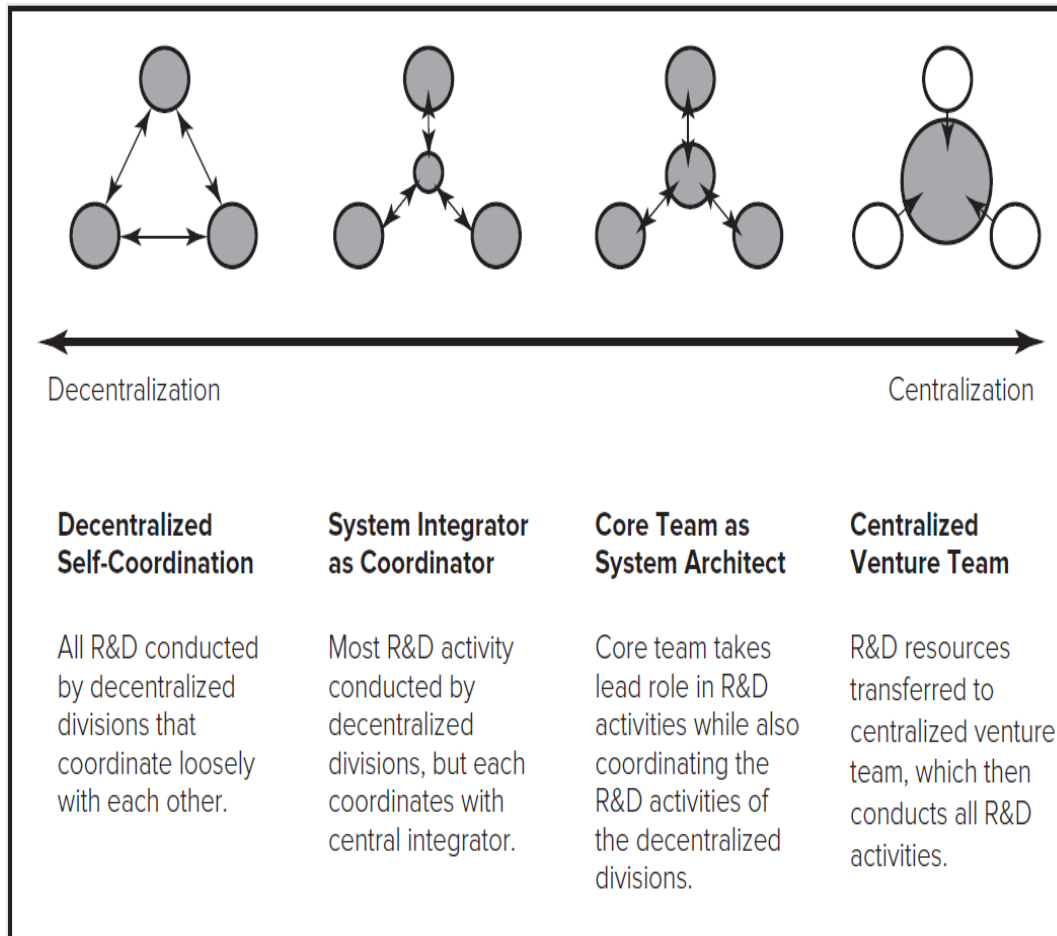 Decentralization
Centralization
Decentralized
Self-Coordination
All R&D conducted
by decentralized
divisions that
coordinate loosely
with each other.
System Integrator
as Coordinator
Most R&D activity
conducted by
decentralized
divisions, but each
coordinates with
central integrator.
Core Team as
System Architect
Core team takes
lead role in R&D
activities while also
coordinating the
R&D activities of
the decentralized
divisions.
Centralized
Venture Team
R&D resources
transferred to
centralized venture
team, which then
conducts all R&D
activities.